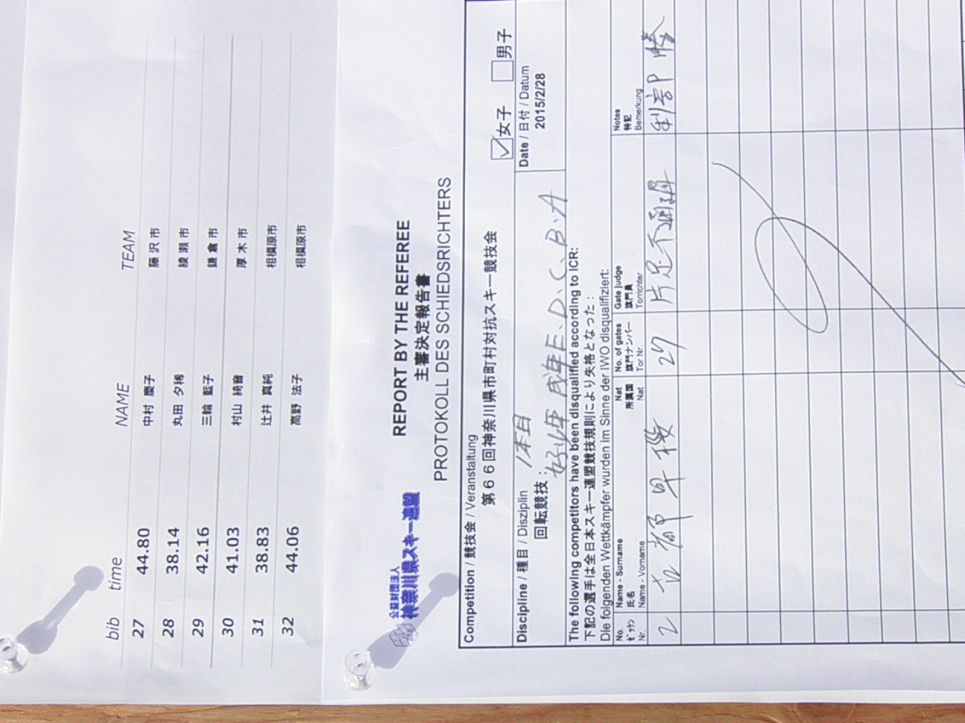 bib time NAME TEAM
27 44.80 中村 慶子 藤沢市
28 38.14 丸田 夕稀 綾瀬市
29 42.16 三輪 藍子 鎌倉市
30 41.03 村山 綺音 厚木市
31 38.83 辻井 真純 相模原市
32 44.06 高野 法子 相模原市
公益財団法人
神奈川県スキー連盟
REPORT BY THE REFEREE
主審決定報告書
PROTOKOLL DES SCHIEDSRICHTERS
Competition / 競技会 / Veranstaltung
第66回神奈川県市町村対抗スキー競技会
女子 男子
Discipline / 種目 / Disziplin 1本目
回転競技: E、D、C、B、A
Date / 日付 / Datum
2015/2/28
The following competitors have been disqualified according to ICR:
下記の選手は全日本スキー連盟競技規則により失格となった:
Die folgenden Wettkämpfer wurden im Sinne der IWO disqualifiziert:
No. Name - Surname Nat No. of gates Gate judge Notes
ゼッケン 氏名 所属国 旗門ナンバー 旗門員 特記
Nr. Name - Vorname Nat Tor Nr Torrichter Bemerkung
2 27 片足不通過